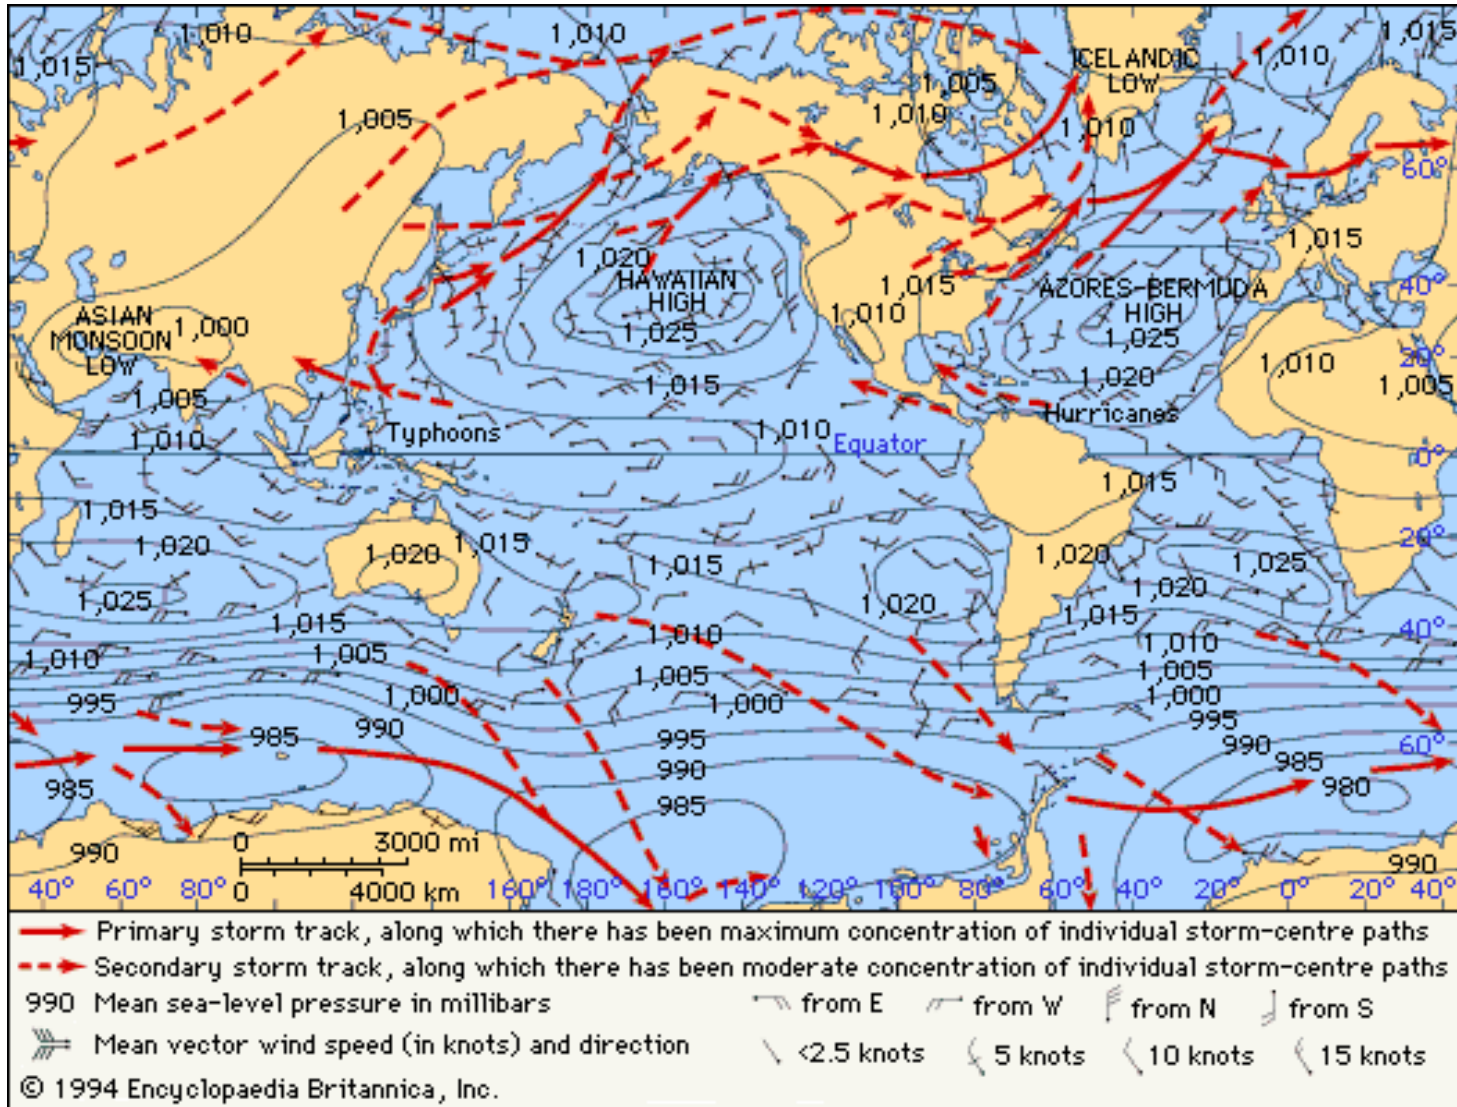 1,010
1,010
1,015
1,015
ICELANDIC
LOW
1,010
1,005
1,010
1,005
1,010
60°
1,020
HAWAIIAN
HIGH
1,025
1,015
1,015
AZORES-BERMUDA
HIGH
1,025
40°
1,010
ASIAN
MONSOON
LOW
1,000
20°
1,010
1,005
1,020
1,015
1,005
Hurricanes
Typhoons
1,010
1,010
Equator
0°
1,015
1,015
1,020
1,020
1,015
1,015
1,020
1,025
20°
1,025
1,020
1,020
1,015
1,015
1,010
1,010
40°
1,010
1,005
1,005
1,005
1,000
1,000
1,000
995
990
985
995
995
990
60°
985
990
985
985
980
990
0 3000 mi
0 4000 km
990
40° 60° 80° 160° 180° 160° 140° 120° 100° 80° 60° 40° 20° 0° 20° 40°
Primary storm track, along which there has been maximum concentration of individual storm-centre paths
Secondary storm track, along which there has been moderate concentration of individual storm-centre paths
990 Mean sea-level pressure in millibars
from E from W from N from S
Mean vector wind speed (in knots) and direction
<2.5 knots 5 knots 10 knots 15 knots
© 1994 Encyclopaedia Britannica, Inc.